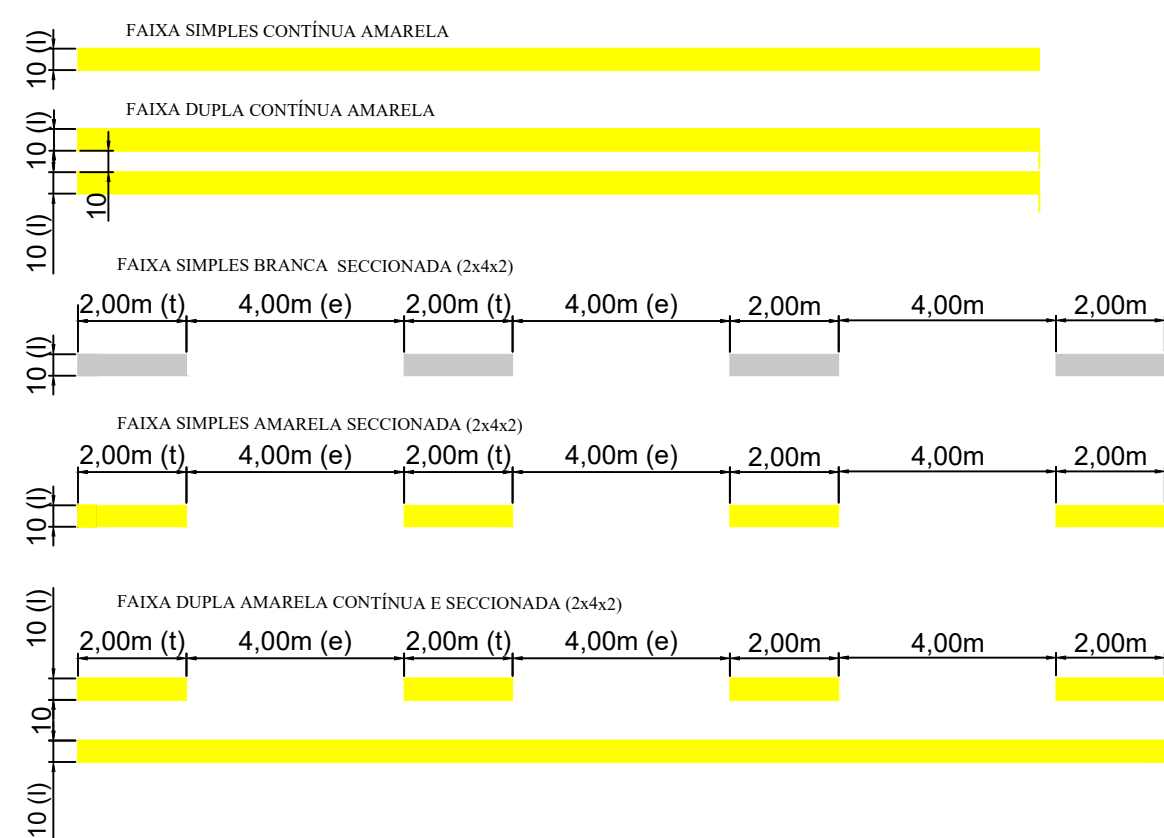 FAIXA SIMPLES CONTÍNUA AMARELA
10 (l)
FAIXA DUPLA CONTÍNUA AMARELA
10 (l)
10
10 (l)
FAIXA SIMPLES BRANCA SECCIONADA (2x4x2)
2,00m (t) 4,00m (e) 2,00m (t) 4,00m (e) 2,00m 4,00m 2,00m
10 (l)
FAIXA SIMPLES AMARELA SECCIONADA (2x4x2)
2,00m (t) 4,00m (e) 2,00m (t) 4,00m (e) 2,00m 4,00m 2,00m
10 (l)
FAIXA DUPLA AMARELA CONTÍNUA E SECCIONADA (2x4x2)
10 (l)
2,00m (t) 4,00m (e) 2,00m (t) 4,00m (e) 2,00m 4,00m 2,00m
10
10 (l)